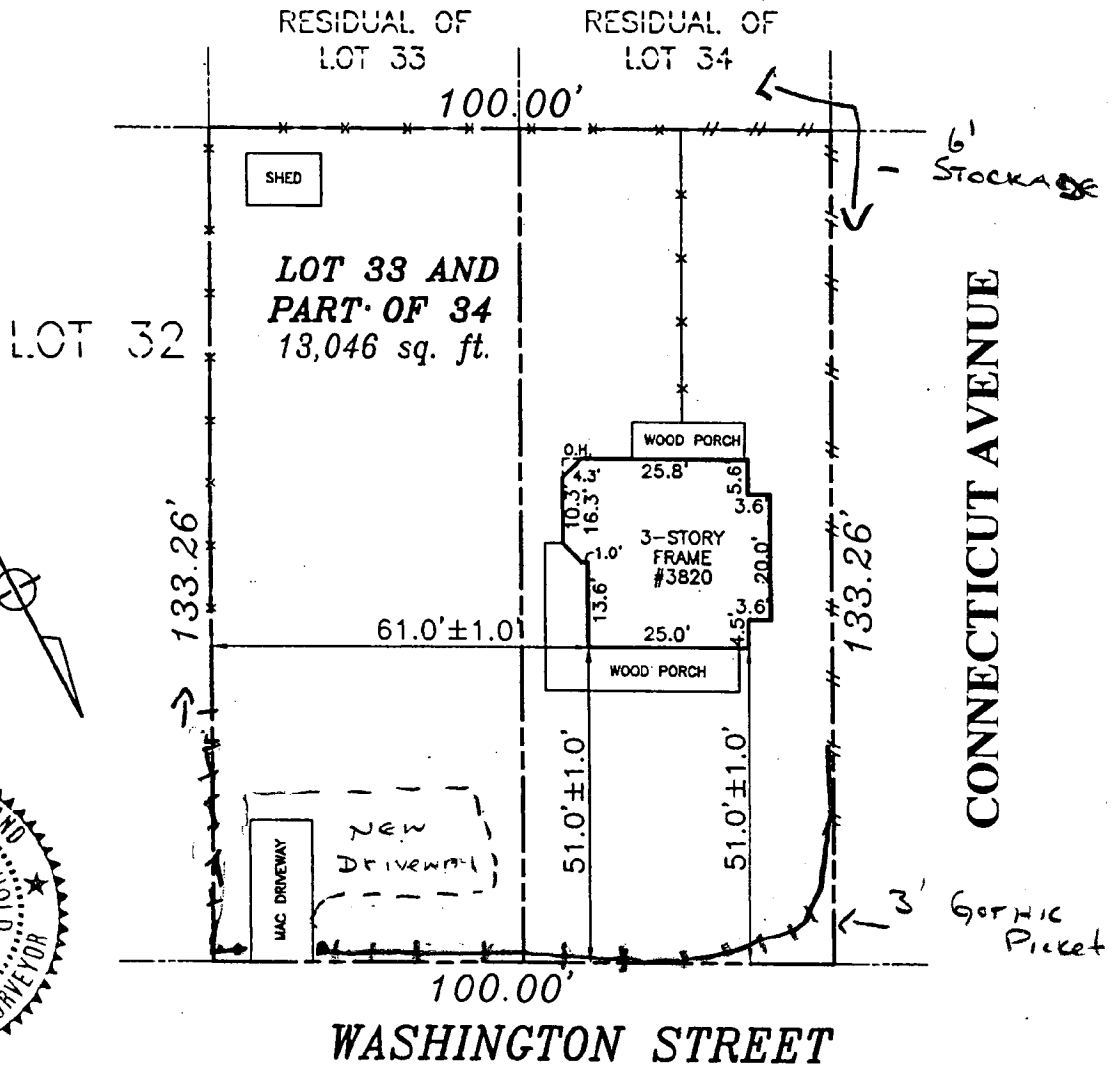 RESIDUAL OF
LOT 33
RESIDUAL OF
LOT 34
100.00'
6'
STOCKADE
SHED
LOT 33 AND
PART OF 34
13,046 sq. ft.
LOT 32
CONNECTICUT AVENUE
WOOD PORCH
O.H.
4.3'
25.8'
5.6
3.6'
10.3'
16.3'
3-STORY
FRAME
#3820
20.0'
1.0'
13.6'
3.6'
133.26'
133.26'
61.0'±1.0'
25.0'
4.5'
WOOD PORCH
51.0'±1.0'
51.0'±1.0'
NEW
Driveway
MAC DRIVEWAY
3' GOTHIC
Picket
SURVEYOR
100.00'
WASHINGTON STREET